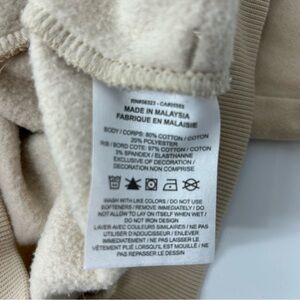 RN#56323 - CA#05553
MADE IN MALAYSIA
FABRIQUE EN MALAISIE
BODY / CORPS: 80% COTTON / COTON
20% POLYESTER
RIB / BORD COTE: 97% COTTON / COTON
3% SPANDEX / ELASTHANNE
EXCLUSIVE OF DECORATION /
DECORATION NON COMPRISE
WASH WITH LIKE COLORS / DO NOT USE
SOFTENERS / REMOVE IMMEDIATELY / DO
NOT ALLOW TO LAY ON ITSELF WHEN WET /
DO NOT IRON DESIGN
LAVER AVEC COULEURS SIMILAIRES / NE PAS
UTILISER D'ADOUCISSEUR / ENLEVER
IMMEDIATEMENT / NE PAS LAISSER LE
VÊTEMENT PLIÉ LORSQU'IL EST MOUILLÉ / NE
PAS REPASSER LE DESSIN